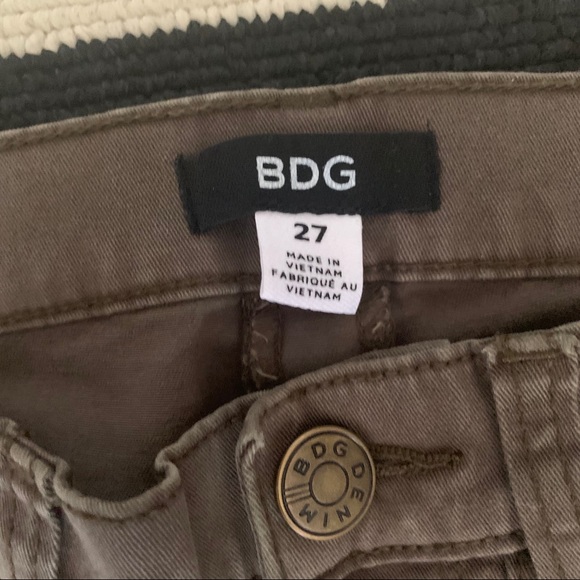 BDG
27
MADE IN
VIETNAM
FABRIQUÉ AU
VIETNAM
BDG DENIM